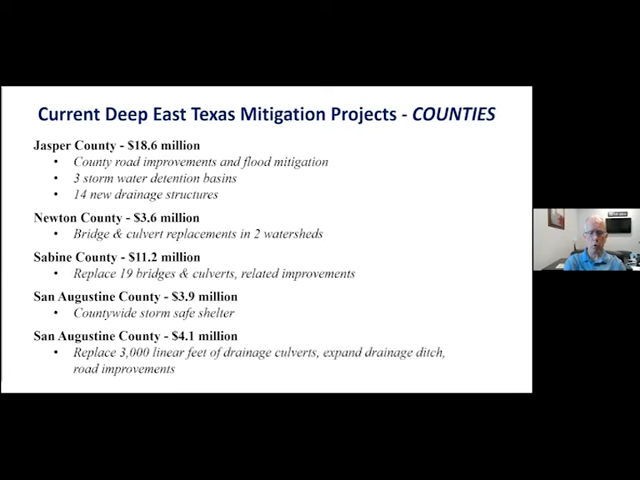 Current Deep East Texas Mitigation Projects - COUNTIES
Jasper County - $18.6 million
• County road improvements and flood mitigation
• 3 storm water detention basins
• 14 new drainage structures
Newton County - $3.6 million
• Bridge & culvert replacements in 2 watersheds
Sabine County - $11.2 million
• Replace 19 bridges & culverts, related improvements
San Augustine County - $3.9 million
• Countywide storm safe shelter
San Augustine County - $4.1 million
• Replace 3,000 linear feet of drainage culverts, expand drainage ditch,
road improvements